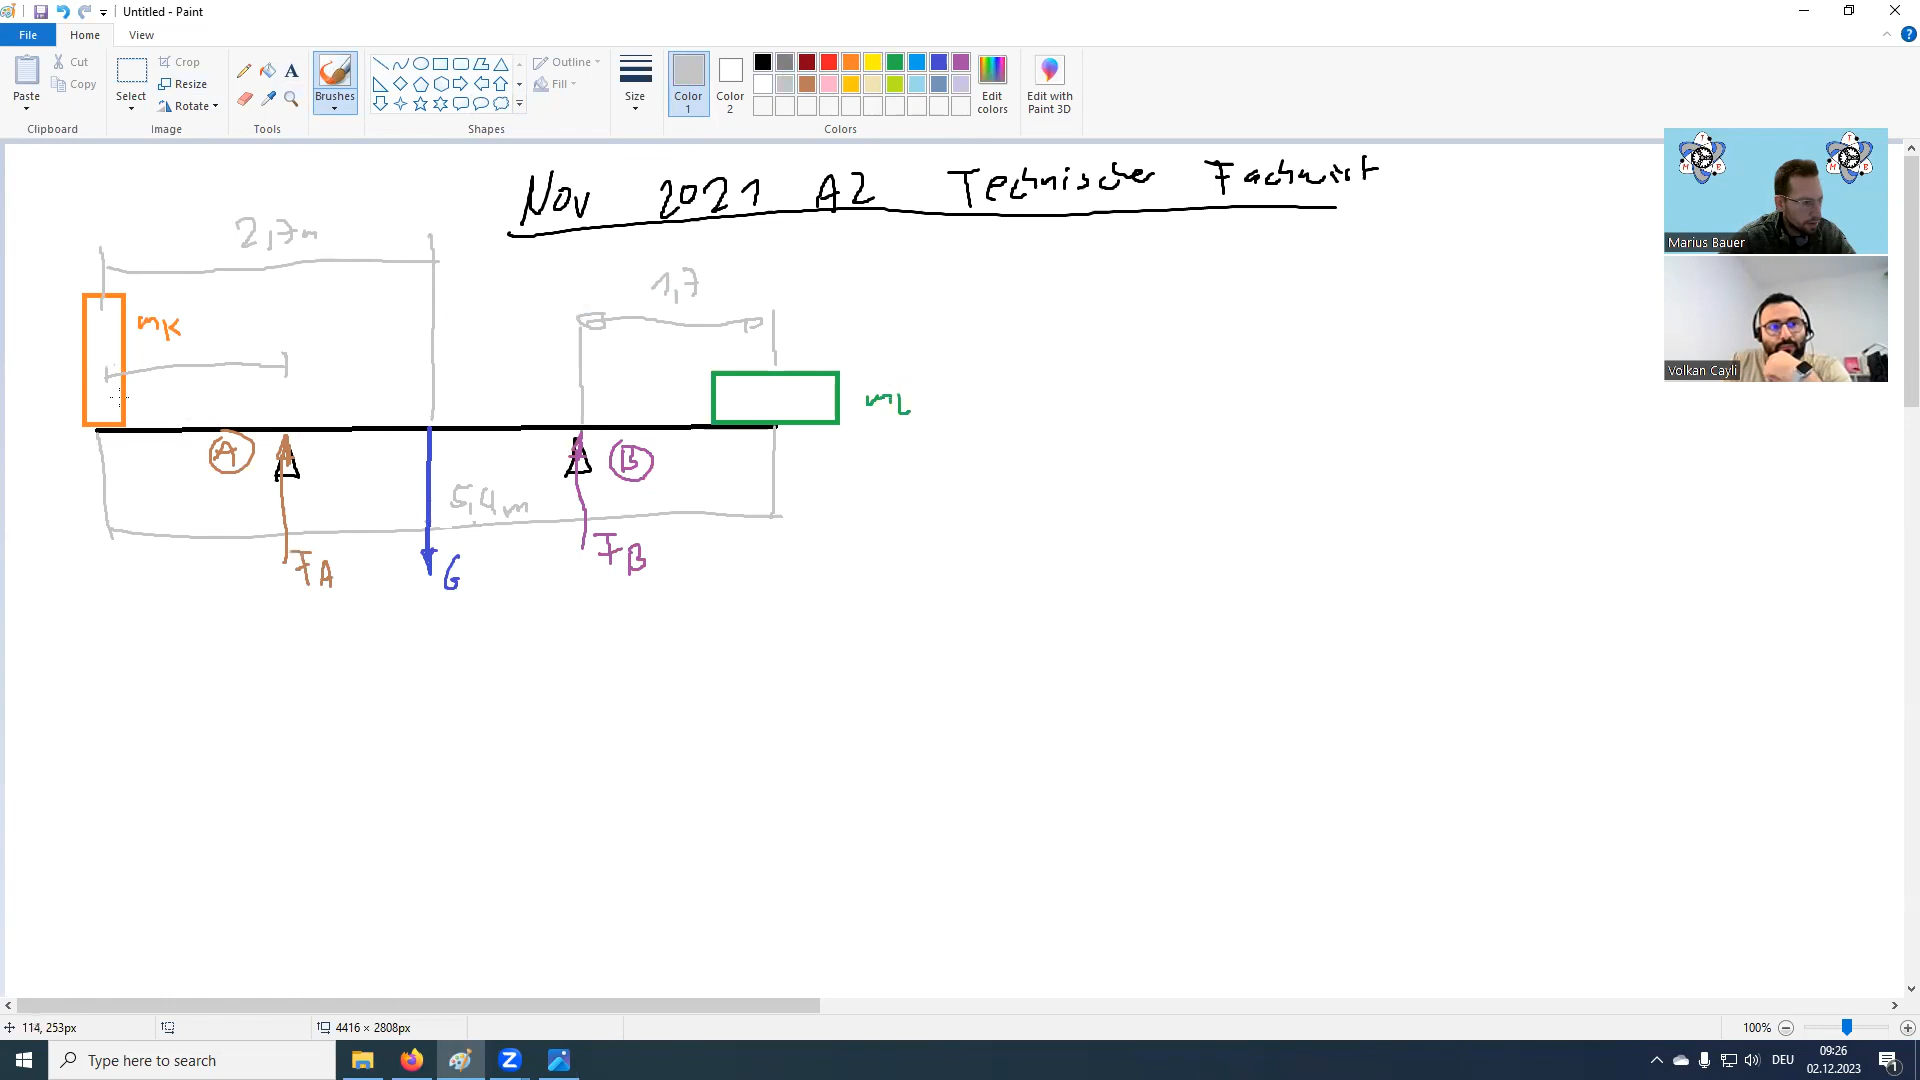 Untitled - Paint
File Home View
Paste Cut Copy Clipboard
Select Crop Resize Rotate Image
Tools
Brushes
Shapes
Outline Fill
Size
Color 1
Color 2
Edit colors
Colors
Edit with Paint 3D
Nov 2021 A2 Technischer Fachwirt
2,7m
1,7
mK
mL
A
B
5,4m
FA
G
FB
Marius Bauer
Volkan Cayli
114, 253px
4416 × 2808px
100%
Type here to search
DEU
09:26
02.12.2023
1